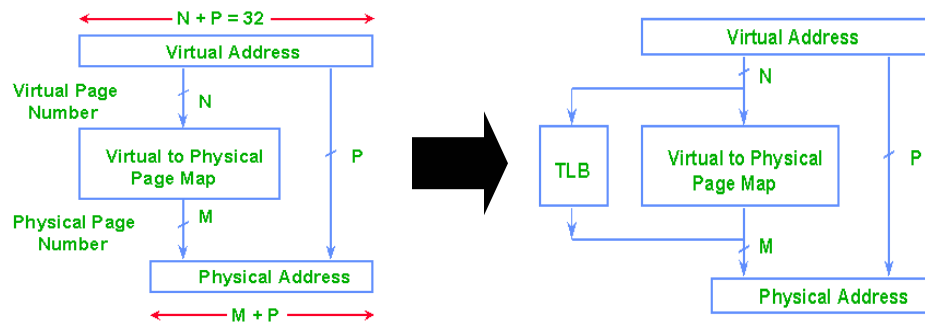 N + P = 32
Virtual Address
Virtual Page
Number
N
Virtual to Physical
Page Map
P
Physical Page
Number
M
Physical Address
M + P
Virtual Address
N
TLB
Virtual to Physical
Page Map
P
M
Physical Address